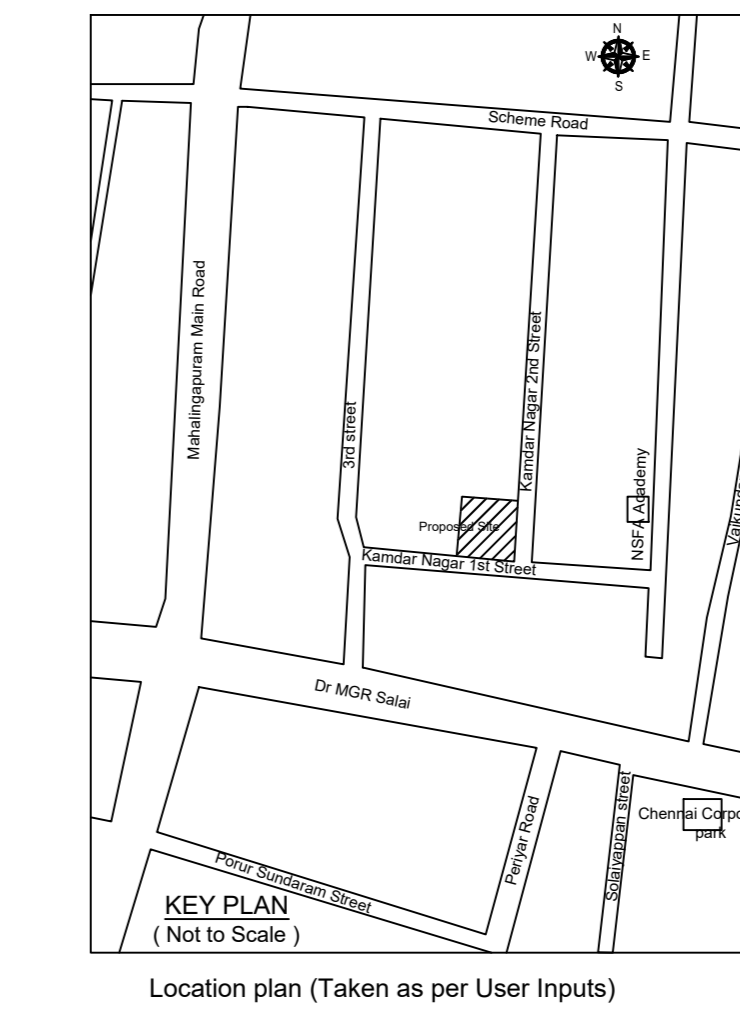 N
W
E
S
Scheme Road
Mahalingapuram Main Road
Kamdar Nagar 2nd Street
3rd street
NSFA Academy
Proposed Site
Kamdar Nagar 1st Street
Dr MGR Salai
Periyar Road
Solaiyappan street
Chennai Corpo
park
Porur Sundaram Street
KEY PLAN
( Not to Scale )
Location plan (Taken as per User Inputs)